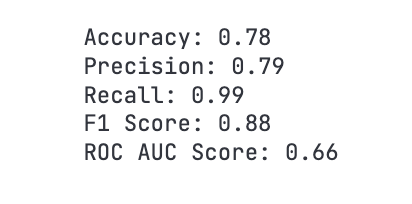 Accuracy: 0.78
Precision: 0.79
Recall: 0.99
F1 Score: 0.88
ROC AUC Score: 0.66